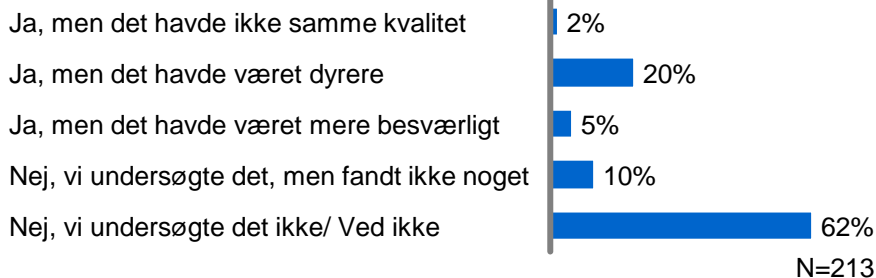 Ja, men det havde ikke samme kvalitet 2%
Ja, men det havde været dyrere 20%
Ja, men det havde været mere besværligt 5%
Nej, vi undersøgte det, men fandt ikke noget 10%
Nej, vi undersøgte det ikke/ Ved ikke 62%
N=213